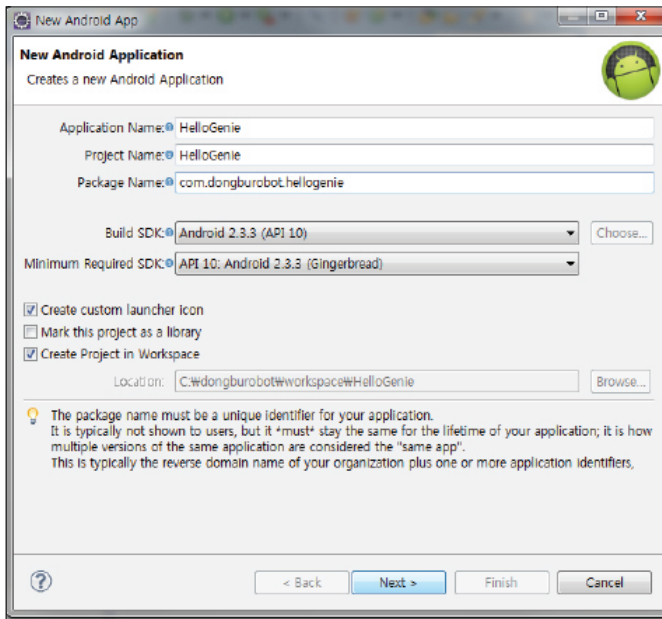 New Android App
New Android Application
Creates a new Android Application
Application Name: HelloGenie
Project Name: HelloGenie
Package Name: com.dongburobot.hellogenie
Build SDK: Android 2.3.3 (API 10) Choose...
Minimum Required SDK: API 10: Android 2.3.3 (Gingerbread)
Create custom launcher icon
Mark this project as a library
Create Project in Workspace
Location: C:₩dongburobot₩workspace₩HelloGenie Browse...
The package name must be a unique identifier for your application.
It is typically not shown to users, but it *must* stay the same for the lifetime of your application; it is how
multiple versions of the same application are considered the "same app".
This is typically the reverse domain name of your organization plus one or more application identifiers,
? < Back Next > Finish Cancel